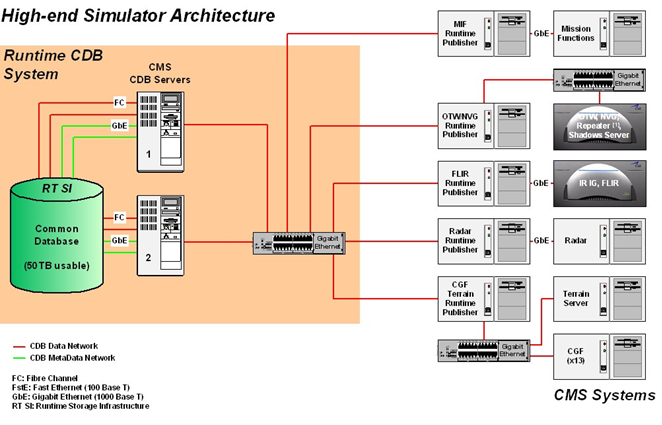 High-end Simulator Architecture
Runtime CDB
System
CMS
CDB Servers
FC
GbE
1
RT SI
Common
Database
(50TB usable)
FC
GbE
2
Gigabit
Ethernet
MIF
Runtime
Publisher
GbE
Mission
Functions
Gigabit
Ethernet
OTW/NVG
Runtime
Publisher
OTW, NVG,
Repeater [1],
Shadows Server
FLIR
Runtime
Publisher
GbE
IR IG, FLIR
Radar
Runtime
Publisher
GbE
Radar
CGF
Terrain
Runtime
Publisher
Terrain
Server
Gigabit
Ethernet
CGF
(x13)
CMS Systems
CDB Data Network
CDB MetaData Network
FC: Fibre Channel
FstE: Fast Ethernet (100 Base T)
GbE: Gigabit Ethernet (1000 Base T)
RT SI: Runtime Storage Infrastructure